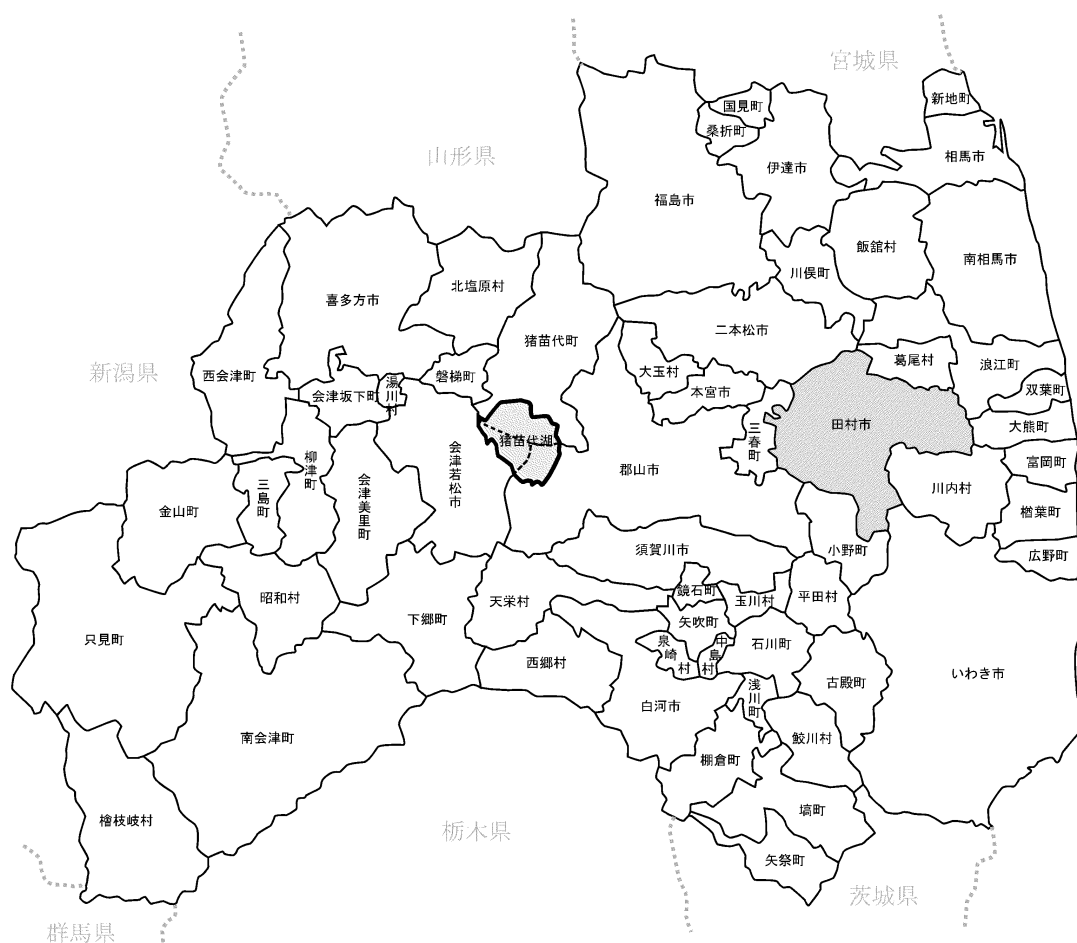 宮城県
新地町
国見町
桑折町
相馬市
山形県
伊達市
福島市
飯舘村
南相馬市
川俣町
北塩原村
喜多方市
二本松市
猪苗代町
葛尾村
浪江町
新潟県
西会津町
磐梯町
大玉村
双葉町
湯川村
会津坂下町
本宮市
田村市
大熊町
猪苗代湖
三春町
郡山市
富岡町
柳津町
会津若松市
川内村
三島町
会津美里町
金山町
楢葉町
須賀川市
小野町
広野町
鏡石町
昭和村
天栄村
玉川村
平田村
下郷町
矢吹町
只見町
泉崎村
中島村
石川町
西郷村
いわき市
古殿町
浅川町
白河市
南会津町
鮫川村
棚倉町
檜枝岐村
塙町
栃木県
矢祭町
茨城県
群馬県